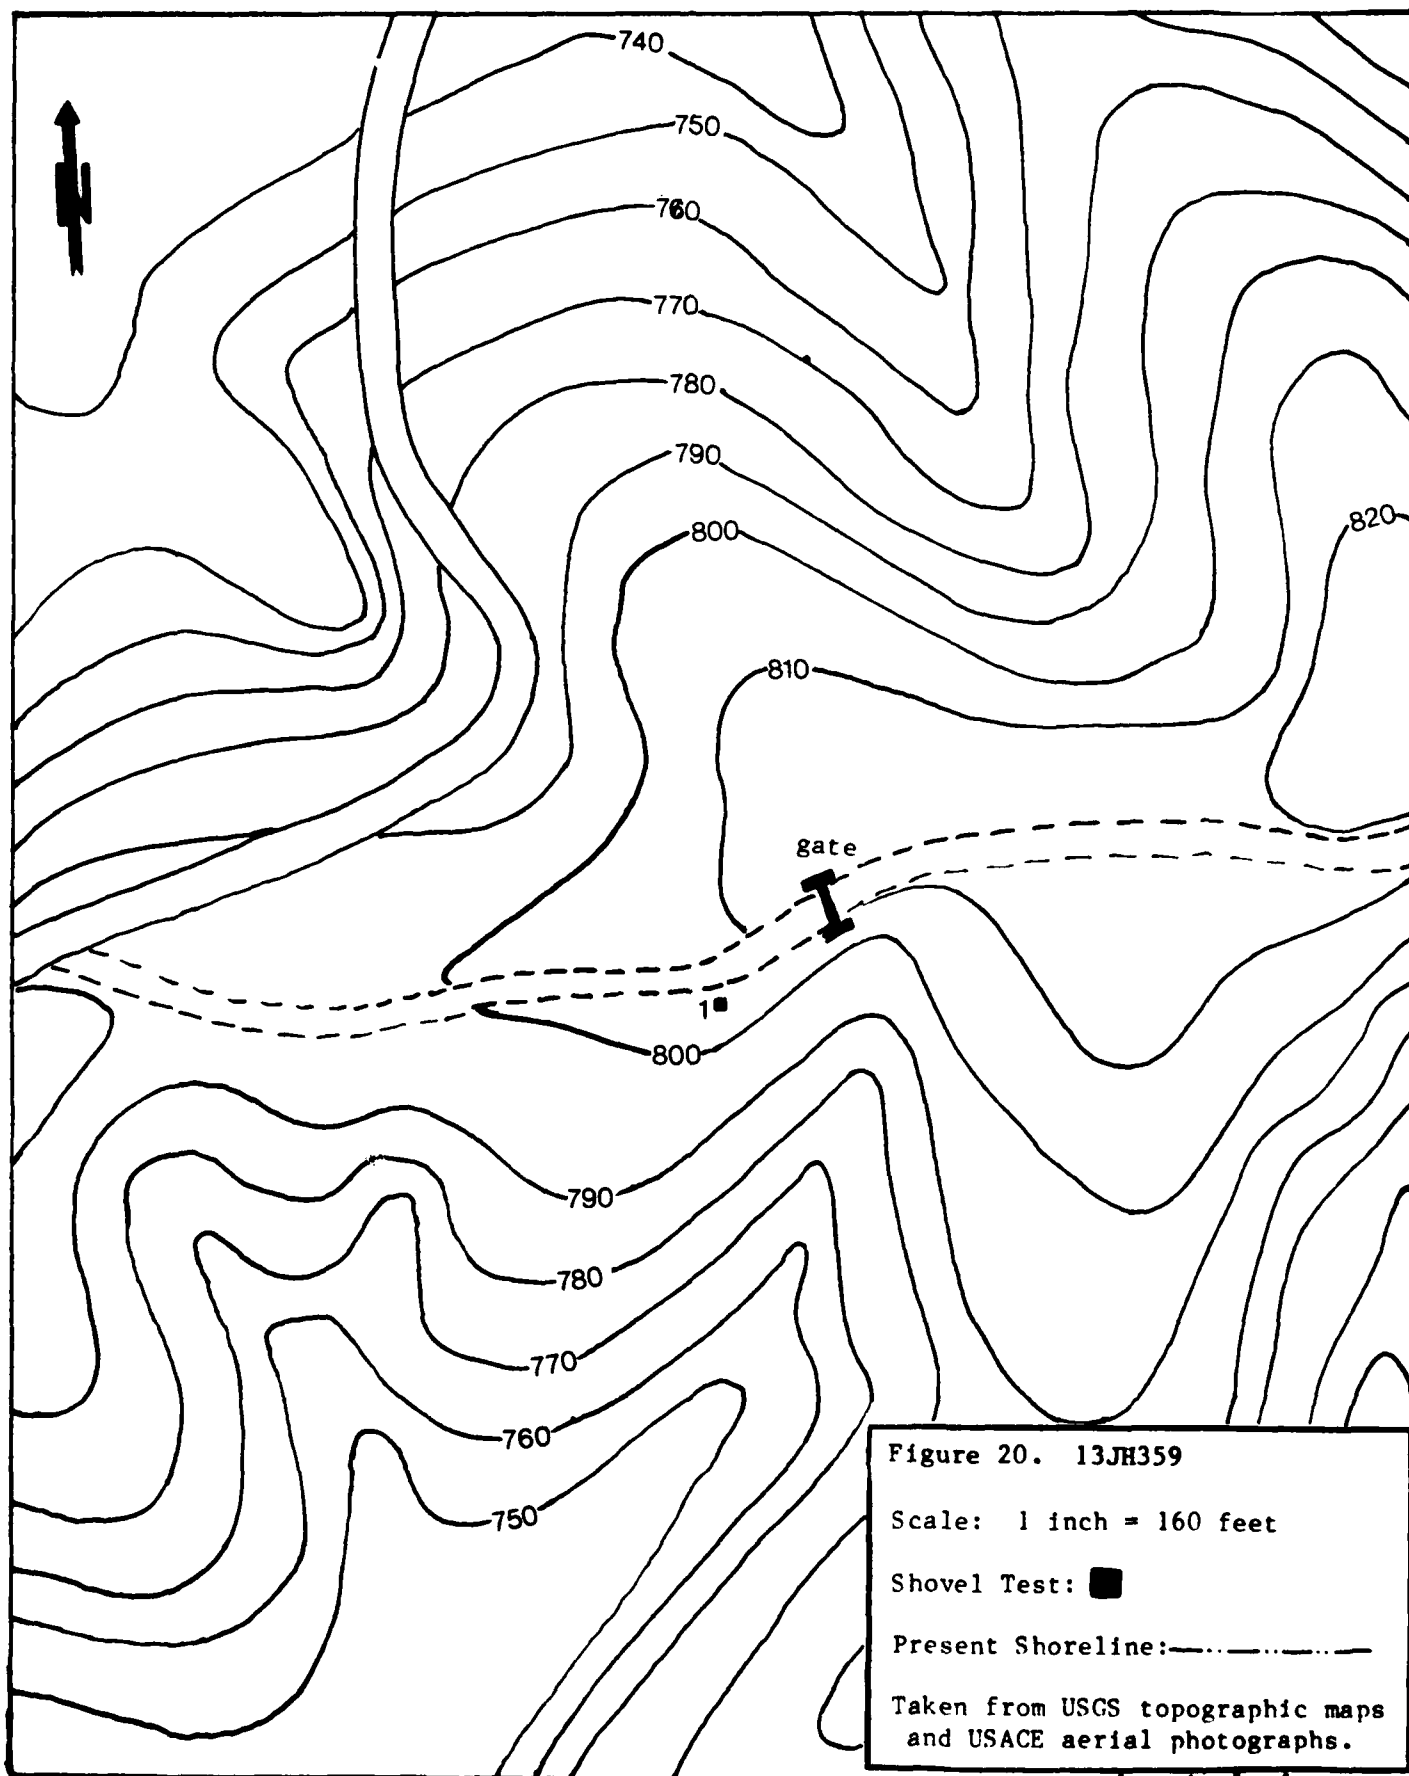 740
N
750
760
770
780
790
800
820
810
gate
1
800
790
780
770
760
750
Figure 20. 13JH359
Scale: 1 inch = 160 feet
Shovel Test:
Present Shoreline:
Taken from USGS topographic maps
and USACE aerial photographs.